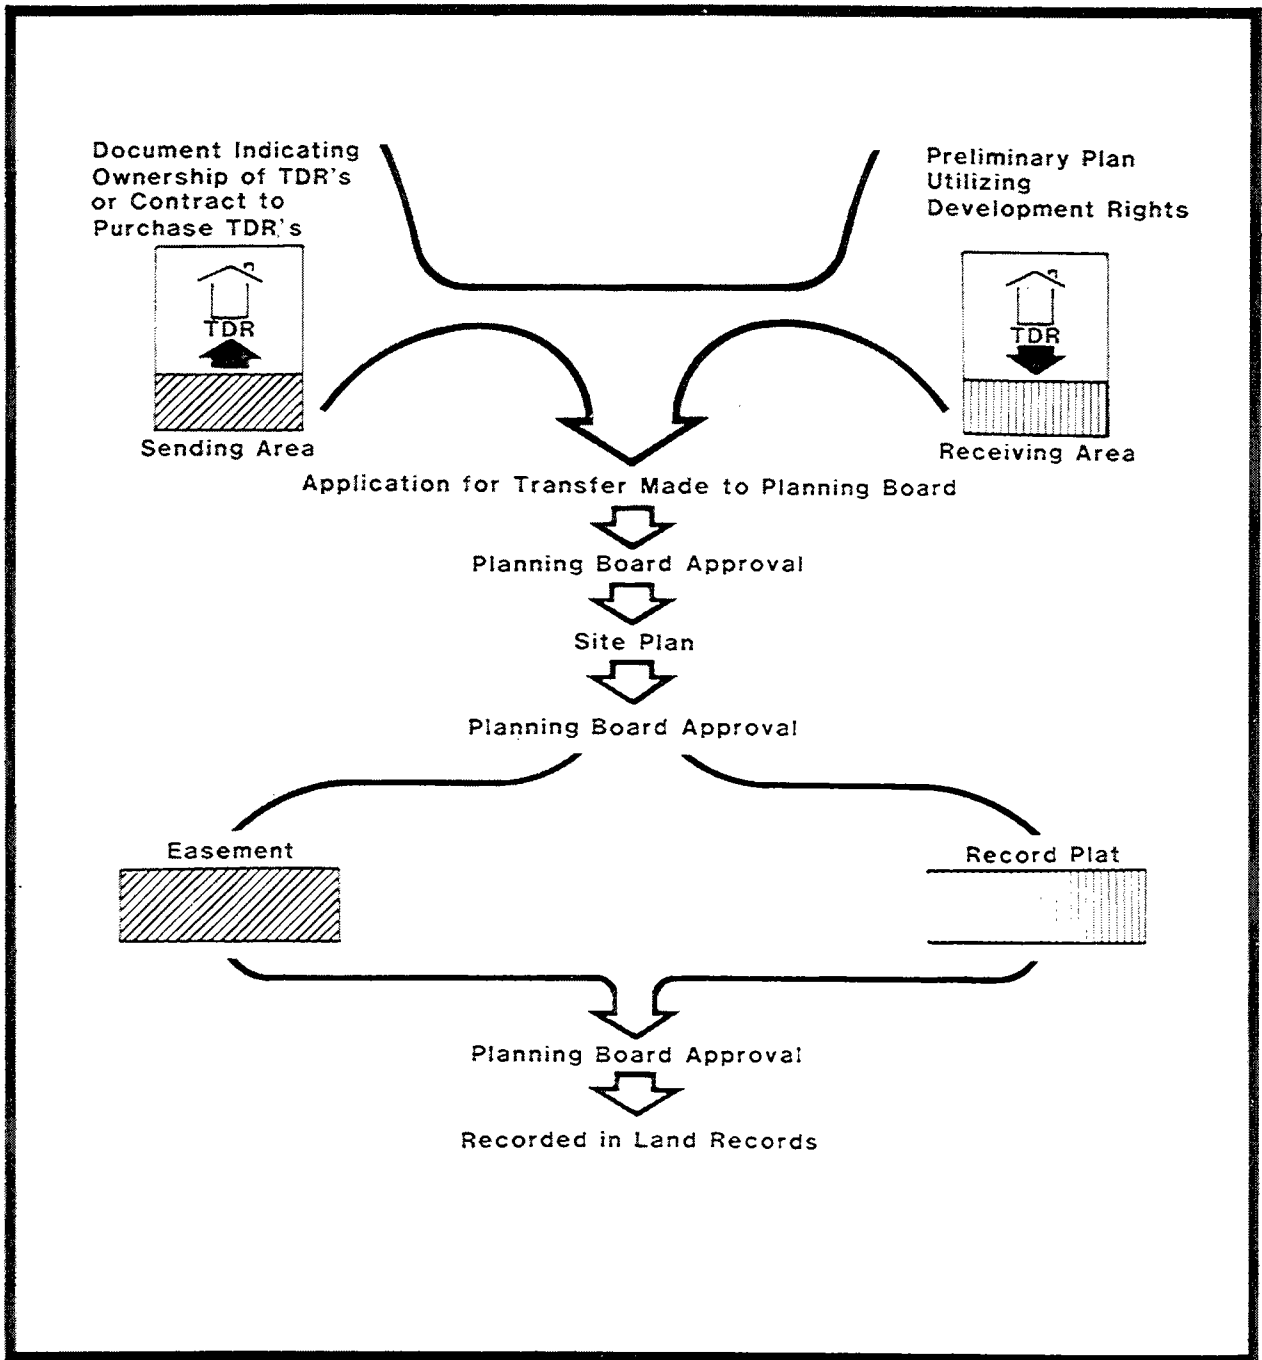 Document Indicating
Ownership of TDR's
or Contract to
Purchase TDR's
TDR
Sending Area
Preliminary Plan
Utilizing
Development Rights
TDR
Receiving Area
Application for Transfer Made to Planning Board
Planning Board Approval
Site Plan
Planning Board Approval
Easement
Record Plat
Planning Board Approval
Recorded in Land Records